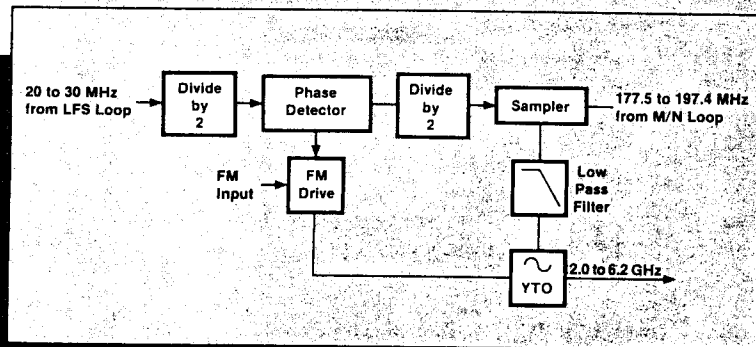 20 to 30 MHz
from LFS Loop
Divide
by
2
Phase
Detector
Divide
by
2
Sampler
177.5 to 197.4 MHz
from M/N Loop
FM
Input
FM
Drive
Low
Pass
Filter
YTO
2.0 to 6.2 GHz